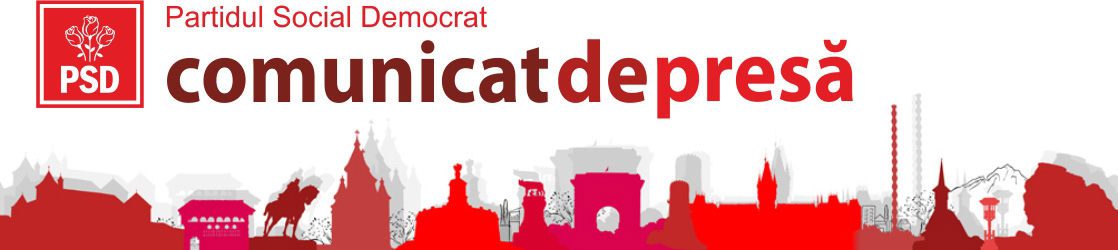 Partidul Social Democrat
PSD
comunicatdepresă